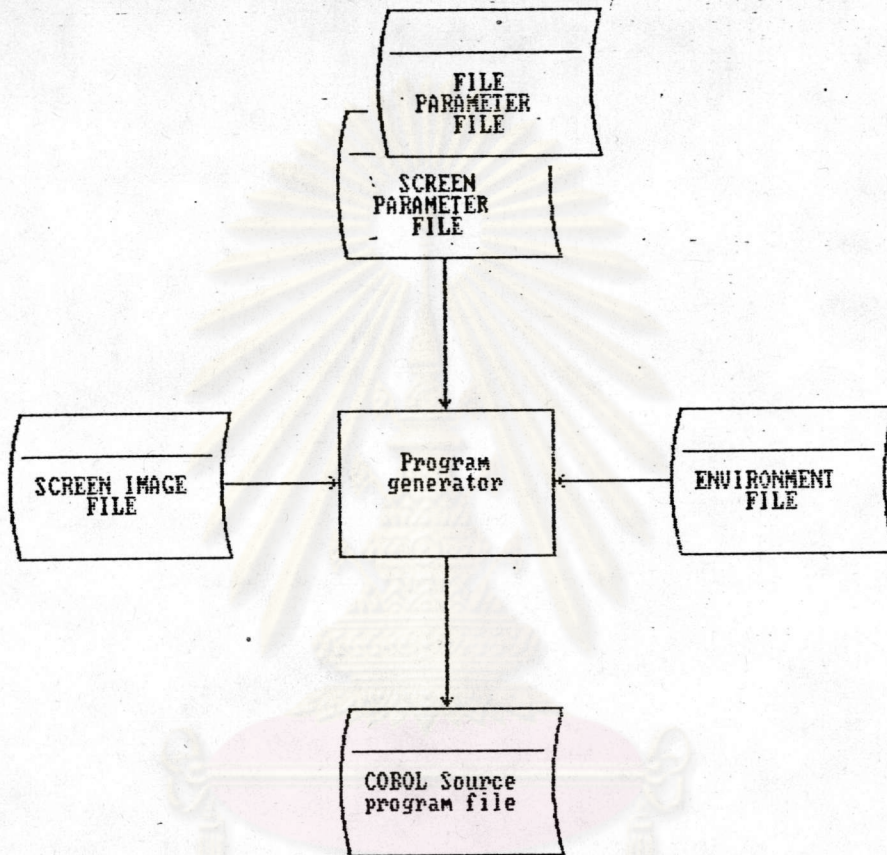 FILE
PARAMETER
FILE
SCREEN
PARAMETER
FILE
SCREEN IMAGE
FILE
Program
generator
ENVIRONMENT
FILE
COBOL Source
program file